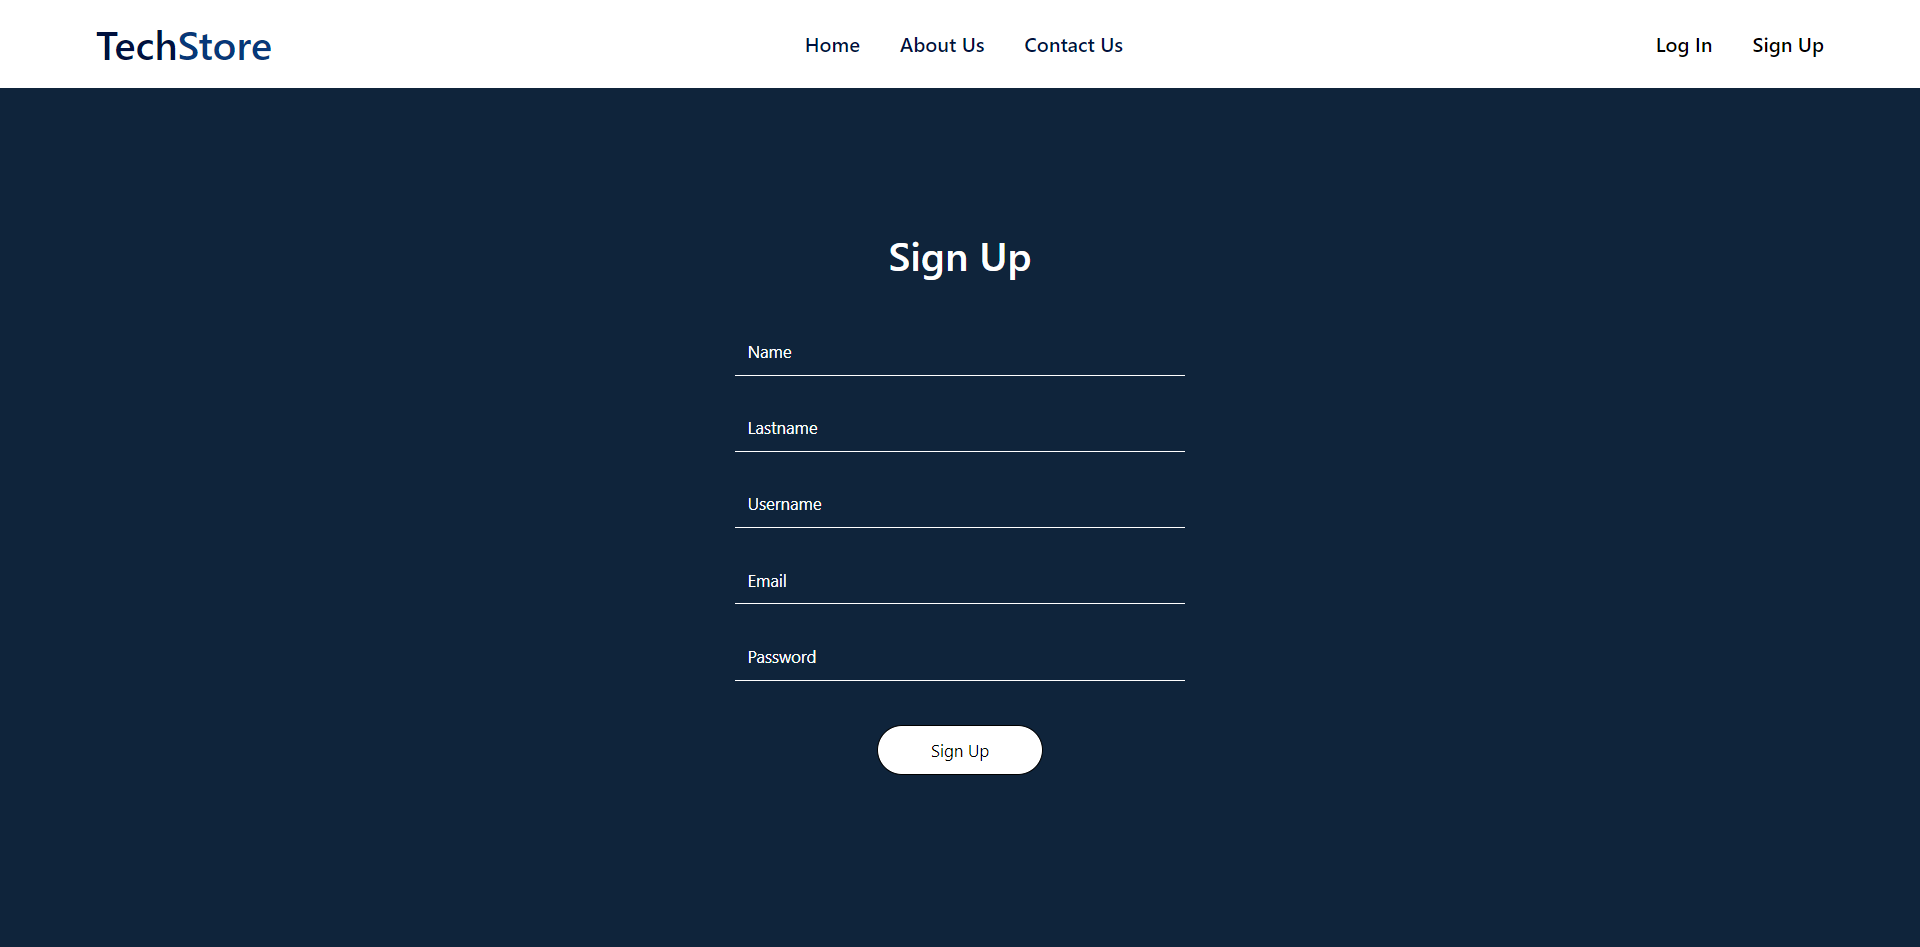 TechStore Home About Us Contact Us Log In Sign Up
Sign Up
Name
Lastname
Username
Email
Password
Sign Up